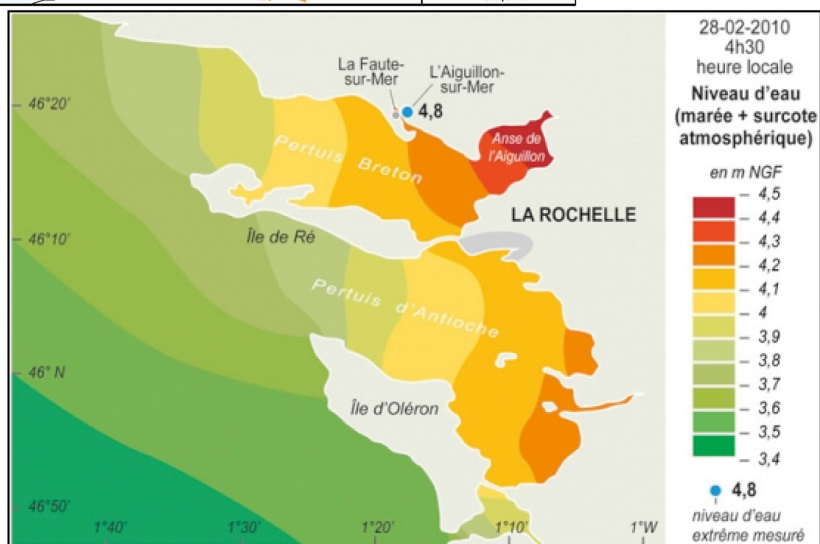 28-02-2010
4h30
heure locale
Niveau d'eau
(marée + surcote
atmosphérique)
en m NGF
4,5
4,4
4,3
4,2
4,1
4
3,9
3,8
3,7
3,6
3,5
3,4
4,8
niveau d'eau
extrême mesuré
La Faute-
sur-Mer
L'Aiguillon-
sur-Mer
4,8
Anse de
l'Aiguillon
Pertuis Breton
LA ROCHELLE
Île de Ré
Pertuis d'Antioche
Île d'Oléron
46°20'
46°10'
46° N
46°50'
1°40'
1°30'
1°20'
1°10'
1°W